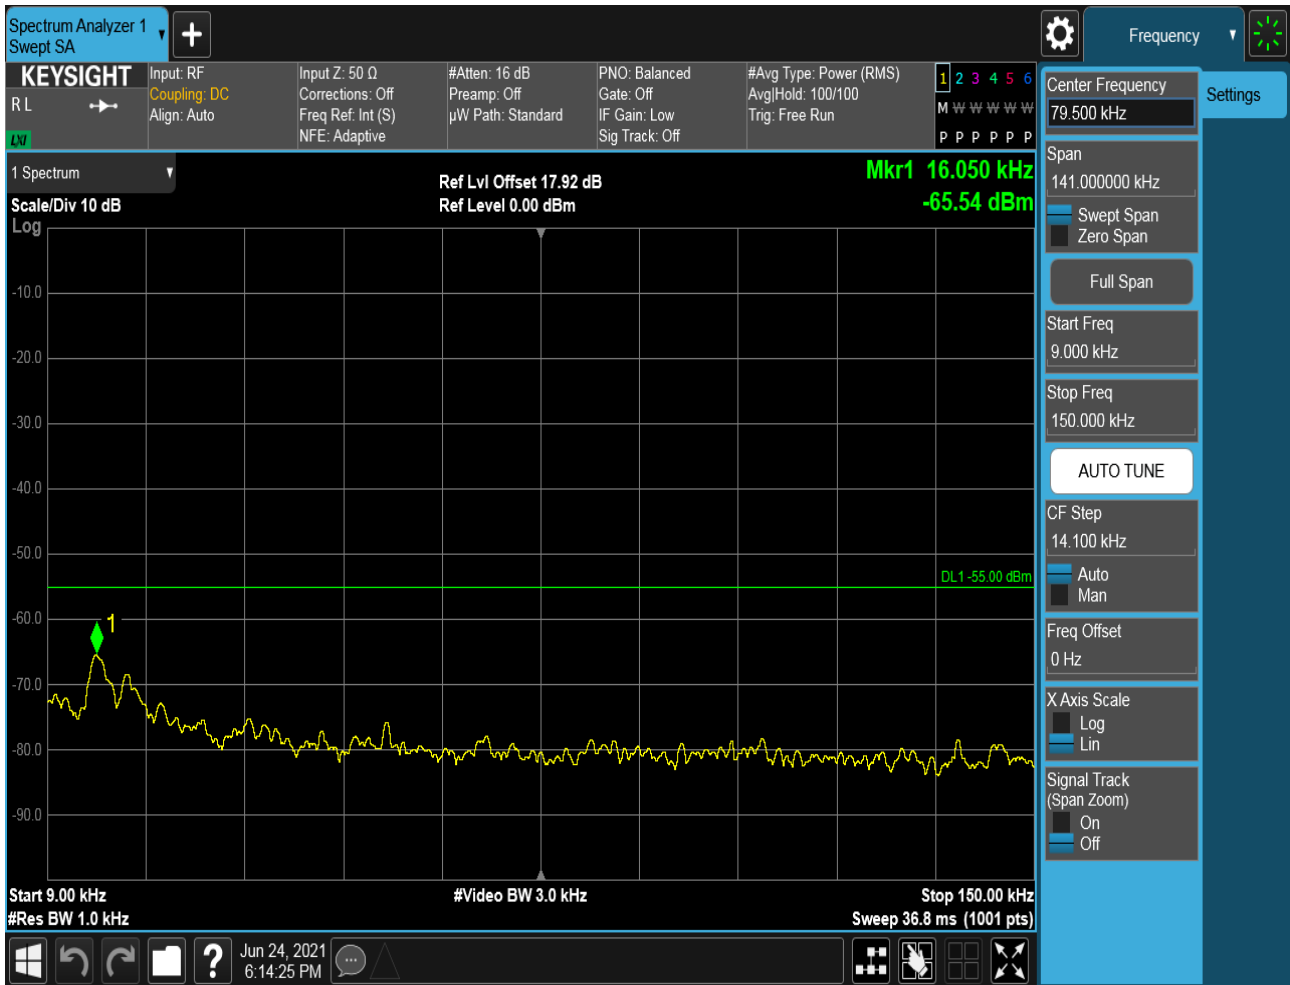 Spectrum Analyzer 1
Swept SA
Frequency
KEYSIGHT
R L
LXI
Input: RF
Coupling: DC
Align: Auto
Input Z: 50 Ω
Corrections: Off
Freq Ref: Int (S)
NFE: Adaptive
#Atten: 16 dB
Preamp: Off
µW Path: Standard
PNO: Balanced
Gate: Off
IF Gain: Low
Sig Track: Off
#Avg Type: Power (RMS)
Avg|Hold: 100/100
Trig: Free Run
1 2 3 4 5 6
M W W W W W
P P P P P P
1 Spectrum
Scale/Div 10 dB
Log
Ref Lvl Offset 17.92 dB
Ref Level 0.00 dBm
Mkr1 16.050 kHz
-65.54 dBm
-10.0
-20.0
-30.0
-40.0
-50.0
DL1 -55.00 dBm
-60.0
1
-70.0
-80.0
-90.0
Start 9.00 kHz
#Res BW 1.0 kHz
#Video BW 3.0 kHz
Stop 150.00 kHz
Sweep 36.8 ms (1001 pts)
Jun 24, 2021
6:14:25 PM
Center Frequency
79.500 kHz
Settings
Span
141.000000 kHz
Swept Span
Zero Span
Full Span
Start Freq
9.000 kHz
Stop Freq
150.000 kHz
AUTO TUNE
CF Step
14.100 kHz
Auto
Man
Freq Offset
0 Hz
X Axis Scale
Log
Lin
Signal Track
(Span Zoom)
On
Off